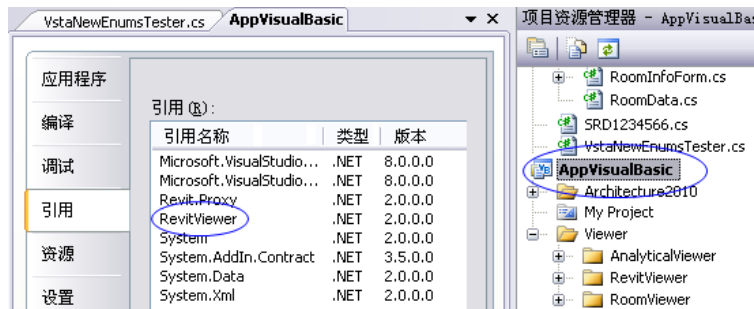 VstaNewEnumsTester.cs AppVisualBasic
项目资源管理器 - AppVisualBas
应用程序
编译
调试
引用
资源
设置
引用(R):
引用名称 类型 版本
Microsoft.VisualStudio... .NET 8.0.0.0
Microsoft.VisualStudio... .NET 8.0.0.0
Revit.Proxy .NET 2.0.0.0
RevitViewer .NET 2.0.0.0
System .NET 2.0.0.0
System.AddIn.Contract .NET 3.5.0.0
System.Data .NET 2.0.0.0
System.Xml .NET 2.0.0.0
RoomInfoForm.cs
RoomData.cs
SRD1234566.cs
VstaNewEnumsTester.cs
AppVisualBasic
Architecture2010
My Project
Viewer
AnalyticalViewer
RevitViewer
RoomViewer